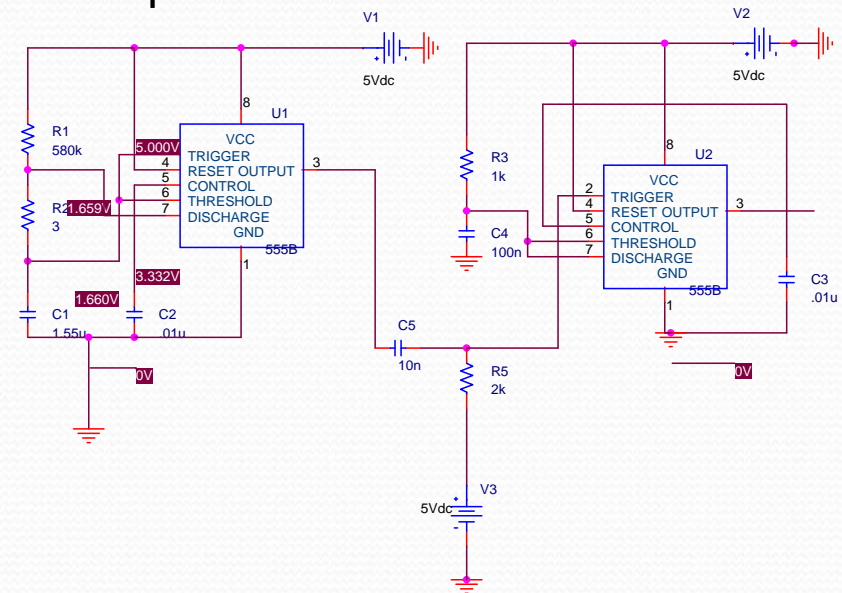 V1
5Vdc
V2
5Vdc
R1
580k
R2
3
5.000V
1.659V
8
U1
VCC
TRIGGER
4
RESET OUTPUT
3
5
CONTROL
6
THRESHOLD
7
DISCHARGE
GND
555B
1
3.332V
1.660V
C1
1.55u
C2
.01u
0V
C5
10n
R3
1k
C4
100n
8
U2
VCC
2
TRIGGER
4
RESET OUTPUT
3
5
CONTROL
6
THRESHOLD
7
DISCHARGE
GND
555B
1
C3
.01u
0V
R5
2k
V3
5Vdc